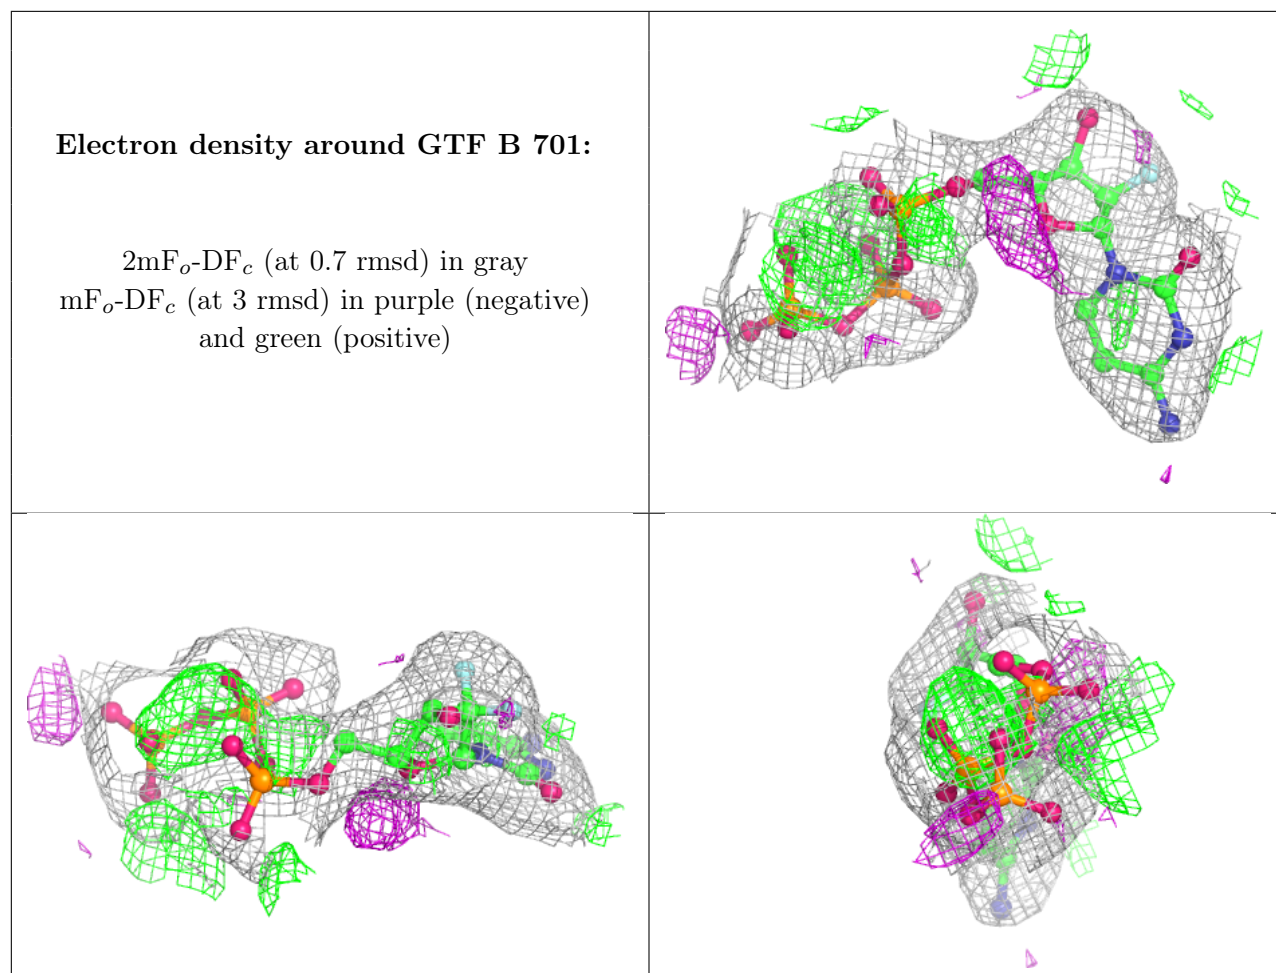 Electron density around GTF B 701:
2mFo-DFc (at 0.7 rmsd) in gray
mFo-DFc (at 3 rmsd) in purple (negative)
and green (positive)